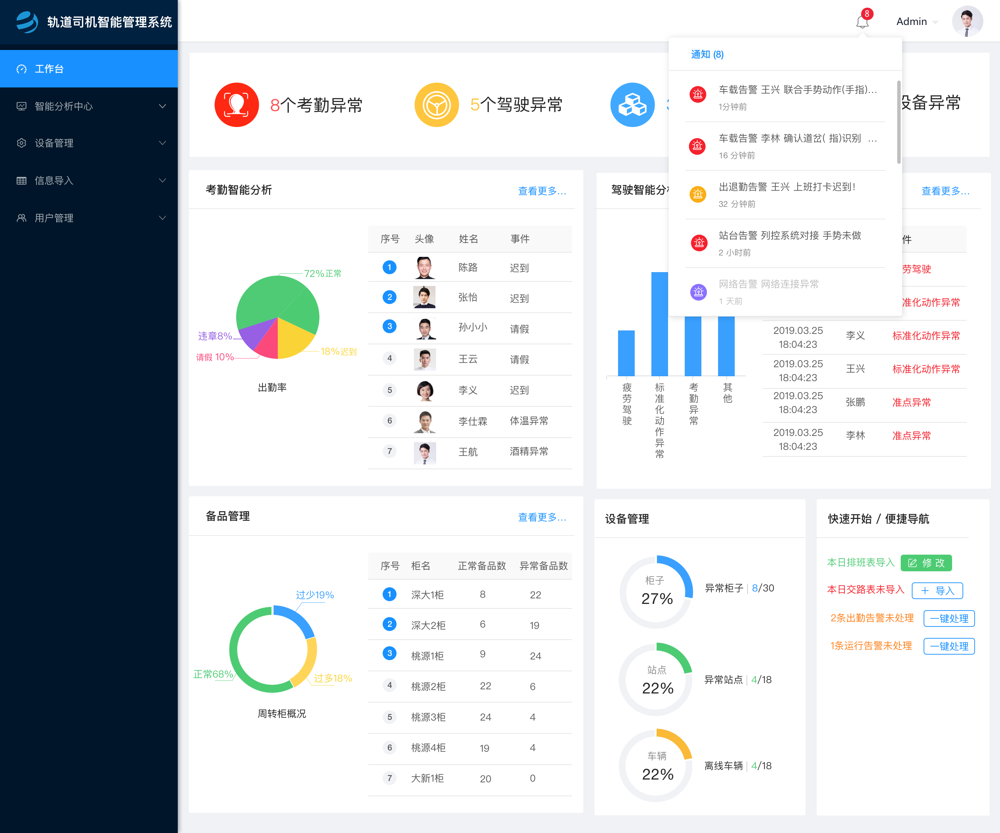 轨道司机智能管理系统
8
Admin
工作台
智能分析中心
设备管理
信息导入
用户管理
8个考勤异常
5个驾驶异常
设备异常
通知 (8)
车载告警 王兴 联合手势动作(手指)...
1分钟前
车载告警 李林 确认道岔( 指)识别 ...
16 分钟前
出退勤告警 王兴 上班打卡迟到!
32 分钟前
站台告警 列控系统对接 手势未做
2 小时前
网络告警 网络连接异常
1 天前
考勤智能分析
查看更多...
72%正常
违章8%
请假 10%
18%迟到
出勤率
序号 头像 姓名 事件
1 陈路 迟到
2 张怡 迟到
3 孙小小 请假
4 王云 请假
5 李义 迟到
6 李仕霖 体温异常
7 王航 酒精异常
驾驶智能分
查看更多...
疲劳驾驶
标准化动作异常
考勤异常
其他
件
劳驾驶
准化动作异常
2019.03.25
18:04:23
李义 标准化动作异常
2019.03.25
18:04:23
王兴 标准化动作异常
2019.03.25
18:04:23
张鹏 准点异常
2019.03.25
18:04:23
李林 准点异常
备品管理
查看更多...
过少19%
正常68%
过多18%
周转柜概况
序号 柜名 正常备品数 异常备品数
1 深大1柜 8 22
2 深大2柜 6 19
3 桃源1柜 9 24
4 桃源2柜 22 6
5 桃源3柜 24 4
6 桃源4柜 19 4
7 大新1柜 20 0
设备管理
柜子
27%
异常柜子 | 8/30
站点
22%
异常站点 | 4/18
车辆
22%
离线车辆 | 4/18
快速开始 / 便捷导航
本日排班表导入 修 改
本日交路表未导入 + 导入
2条出勤告警未处理 一键处理
1条运行告警未处理 一键处理